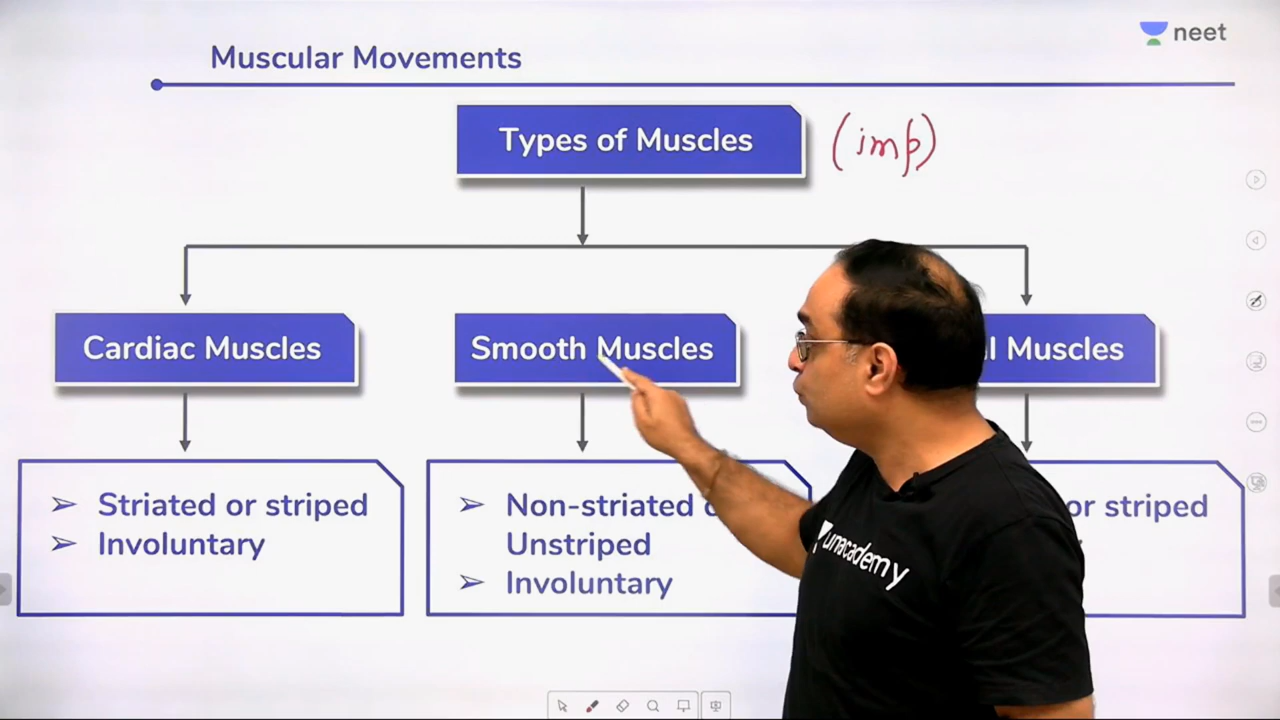 neet
Muscular Movements
Types of Muscles
(imp)
Cardiac Muscles
Smooth Muscles
Muscles
➢ Striated or striped
➢ Involuntary
➢ Non-striated
Unstriped
➢ Involuntary
or striped
unacademy